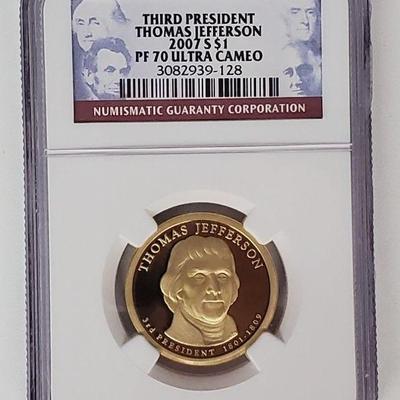 THIRD PRESIDENT
THOMAS JEFFERSON
2007 S $1
PF 70 ULTRA CAMEO
3082939-128
NUMISMATIC GUARANTY CORPORATION
THOMAS JEFFERSON
3rd PRESIDENT 1801-1809